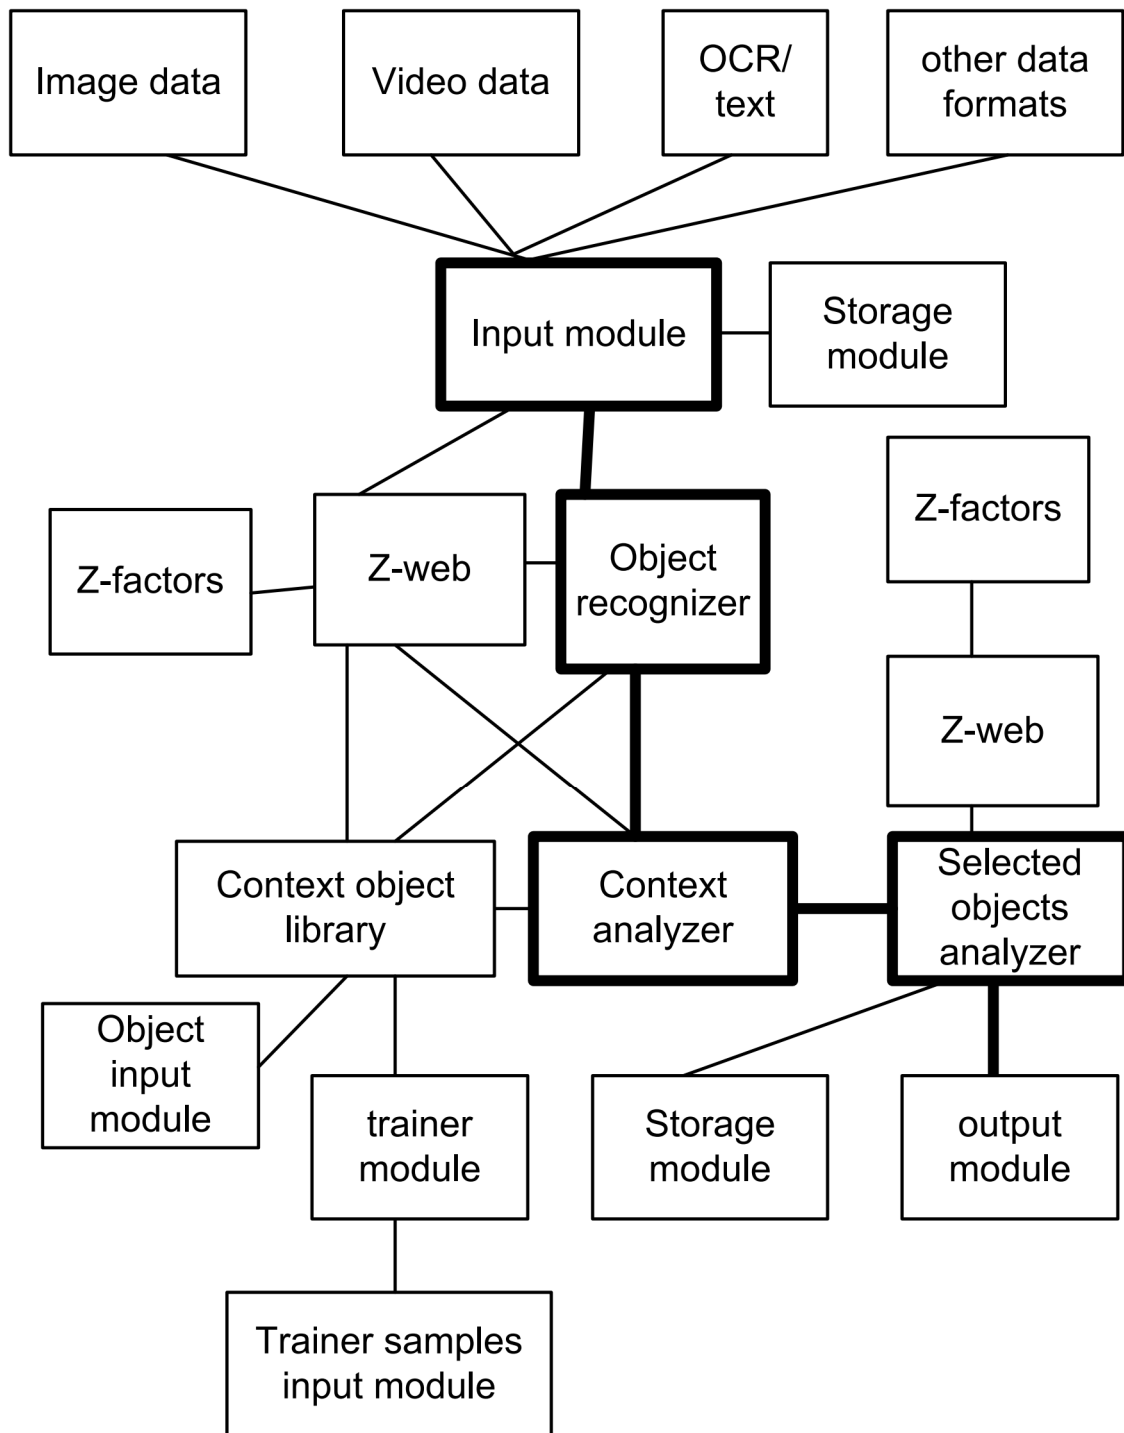 Image data
Video data
OCR/
text
other data
formats
Input module
Storage
module
Z-factors
Z-web
Object
recognizer
Z-factors
Z-web
Context object
library
Context
analyzer
Selected
objects
analyzer
Object
input
module
trainer
module
Storage
module
output
module
Trainer samples
input module